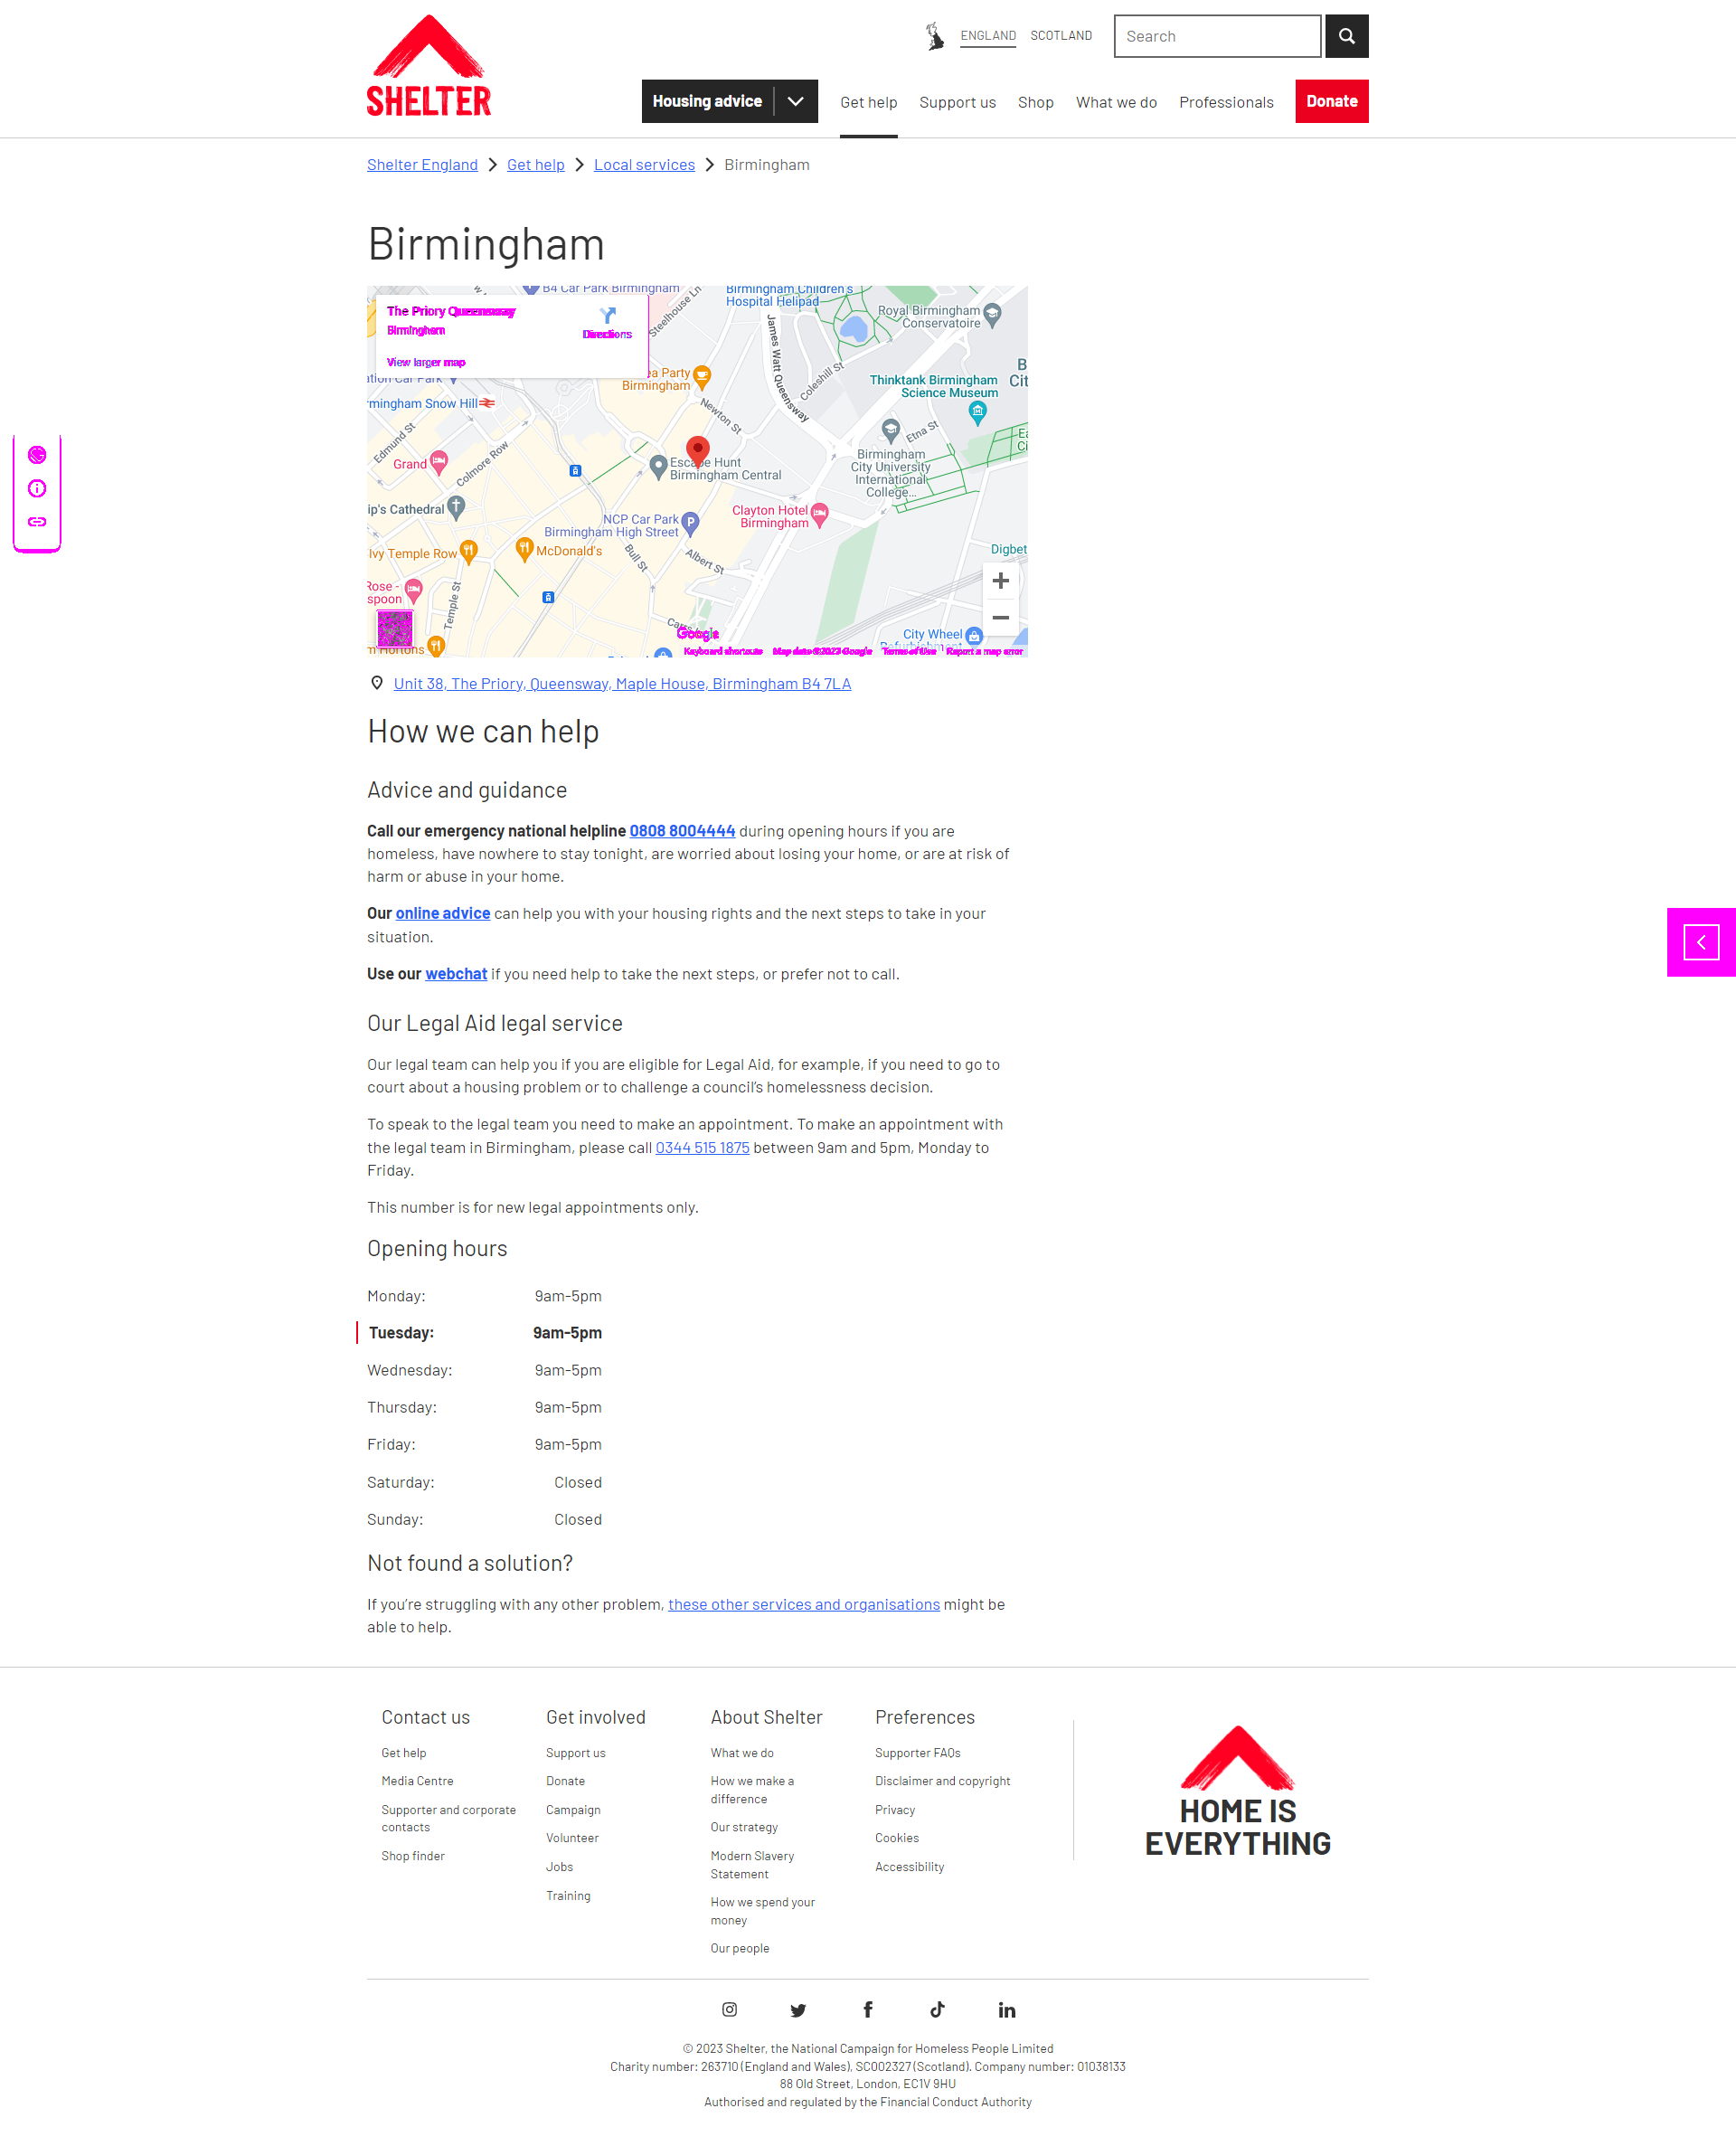 SHELTER
ENGLAND
SCOTLAND
Search
Housing advice
Get help
Support us
Shop
What we do
Professionals
Donate
Shelter England
Get help
Local services
Birmingham
Birmingham
B4 Car Park Birmingham
Birmingham Children's
Hospital Helipad
Steelhouse Ln
Royal Birmingham
Conservatoire
The Priory Queensway
Birmingham
Directions
View larger map
James Watt Queensway
ea Party
Birmingham
Coleshill St
Thinktank Birmingham
Science Museum
ation Car Park
rmingham Snow Hill
Newton St
Edmund St
Etna St
Grand
Colmore Row
Escape Hunt
Birmingham Central
Birmingham
City University
International
College...
ip's Cathedral
Clayton Hotel
Birmingham
NCP Car Park
Birmingham High Street
Ivy Temple Row
McDonald's
Bull St
Albert St
Digbet
Rose -
spoon
Temple St
City Wheel
Google
Keyboard shortcuts
Map data ©2023 Google
Terms of Use
Report a map error
Unit 38, The Priory, Queensway, Maple House, Birmingham B4 7LA
How we can help
Advice and guidance
Call our emergency national helpline 0808 8004444 during opening hours if you are
homeless, have nowhere to stay tonight, are worried about losing your home, or are at risk of
harm or abuse in your home.
Our online advice can help you with your housing rights and the next steps to take in your
situation.
Use our webchat if you need help to take the next steps, or prefer not to call.
Our Legal Aid legal service
Our legal team can help you if you are eligible for Legal Aid, for example, if you need to go to
court about a housing problem or to challenge a council’s homelessness decision.
To speak to the legal team you need to make an appointment. To make an appointment with
the legal team in Birmingham, please call 0344 515 1875 between 9am and 5pm, Monday to
Friday.
This number is for new legal appointments only.
Opening hours
Monday: 9am-5pm
Tuesday: 9am-5pm
Wednesday: 9am-5pm
Thursday: 9am-5pm
Friday: 9am-5pm
Saturday: Closed
Sunday: Closed
Not found a solution?
If you’re struggling with any other problem, these other services and organisations might be
able to help.
Contact us
Get help
Media Centre
Supporter and corporate
contacts
Shop finder
Get involved
Support us
Donate
Campaign
Volunteer
Jobs
Training
About Shelter
What we do
How we make a
difference
Our strategy
Modern Slavery
Statement
How we spend your
money
Our people
Preferences
Supporter FAQs
Disclaimer and copyright
Privacy
Cookies
Accessibility
HOME IS
EVERYTHING
© 2023 Shelter, the National Campaign for Homeless People Limited
Charity number: 263710 (England and Wales), SC002327 (Scotland). Company number: 01038133
88 Old Street, London, EC1V 9HU
Authorised and regulated by the Financial Conduct Authority